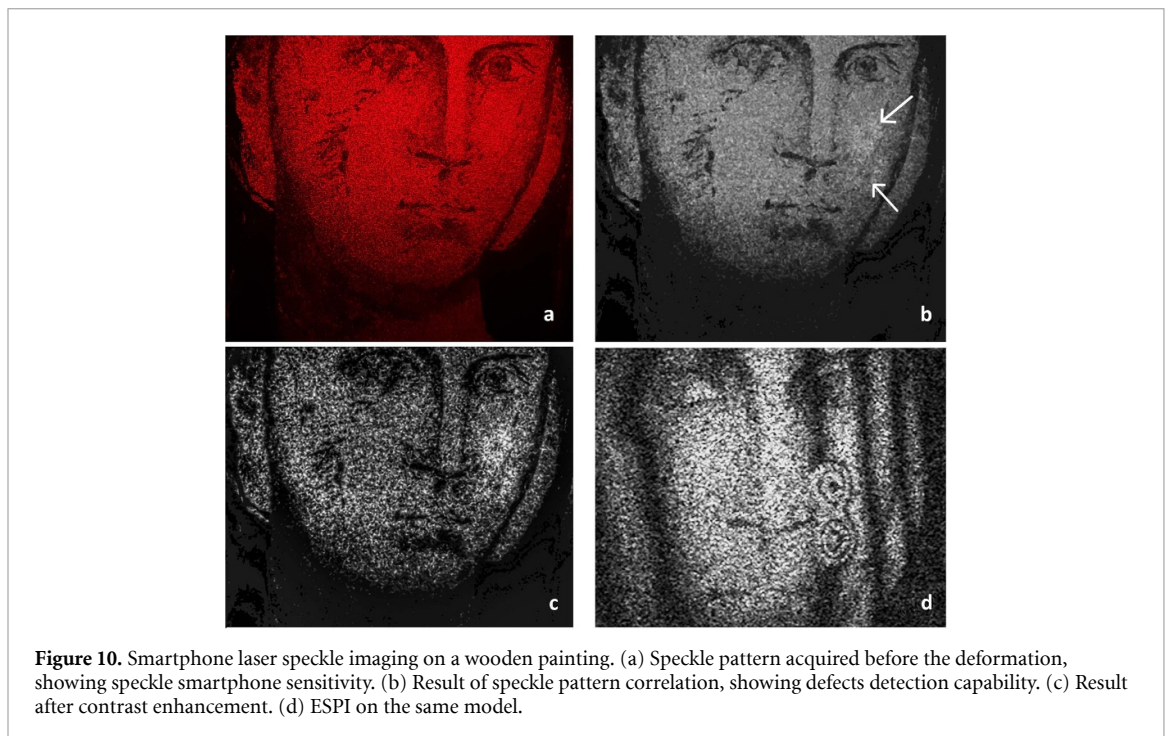 a
b
c
d
Figure 10. Smartphone laser speckle imaging on a wooden painting. (a) Speckle pattern acquired before the deformation,
showing speckle smartphone sensitivity. (b) Result of speckle pattern correlation, showing defects detection capability. (c) Result
after contrast enhancement. (d) ESPI on the same model.